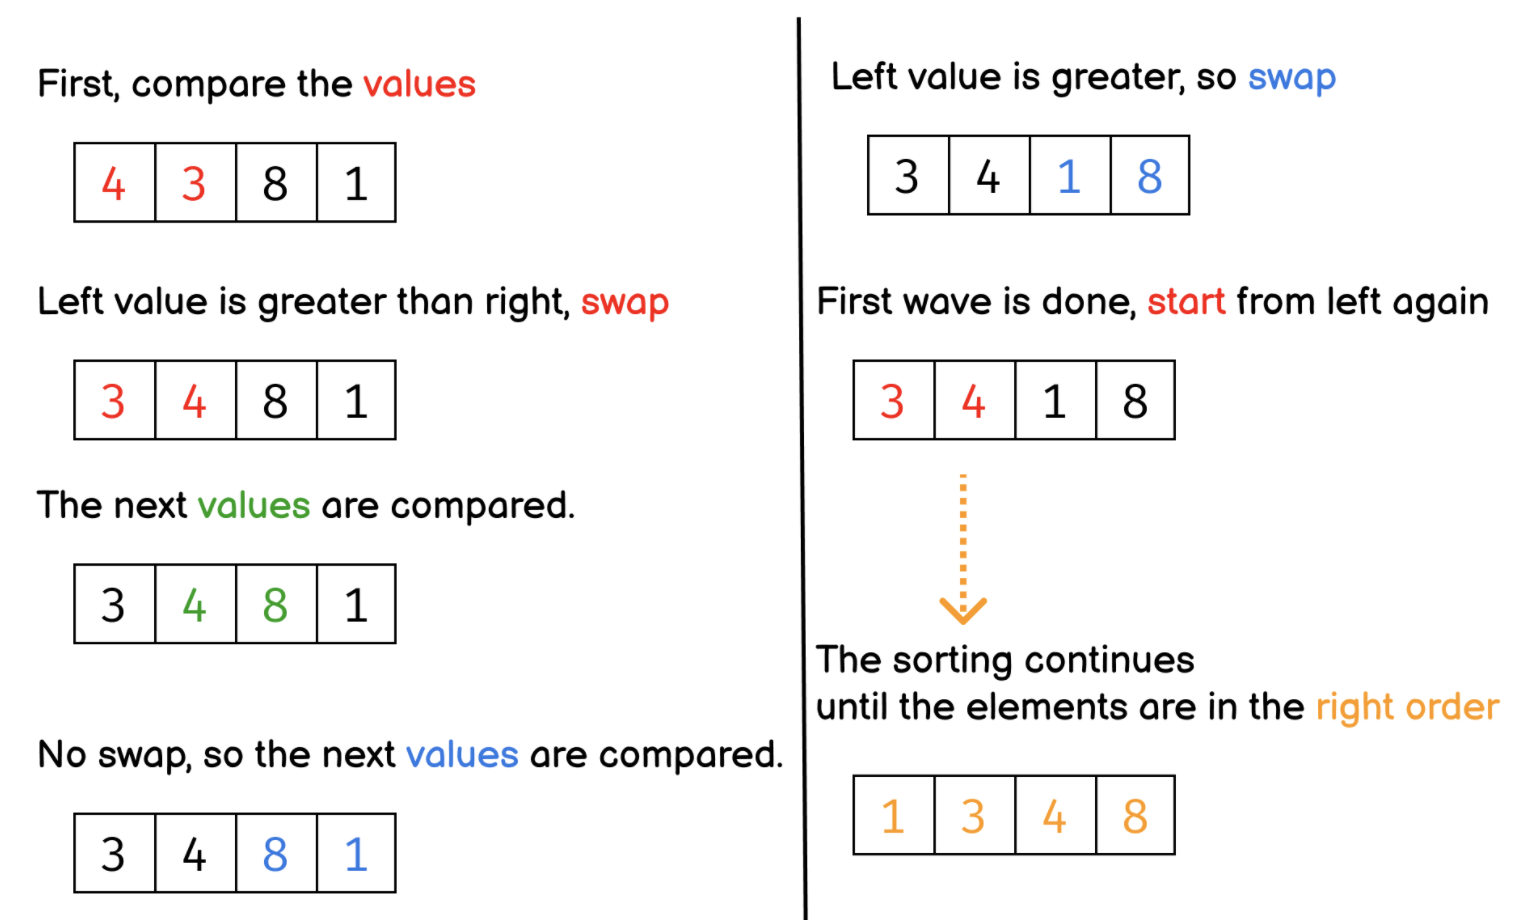 First, compare the values
4 3 8 1
Left value is greater than right, swap
3 4 8 1
The next values are compared.
3 4 8 1
No swap, so the next values are compared.
3 4 8 1
Left value is greater, so swap
3 4 1 8
First wave is done, start from left again
3 4 1 8
The sorting continues
until the elements are in the right order
1 3 4 8